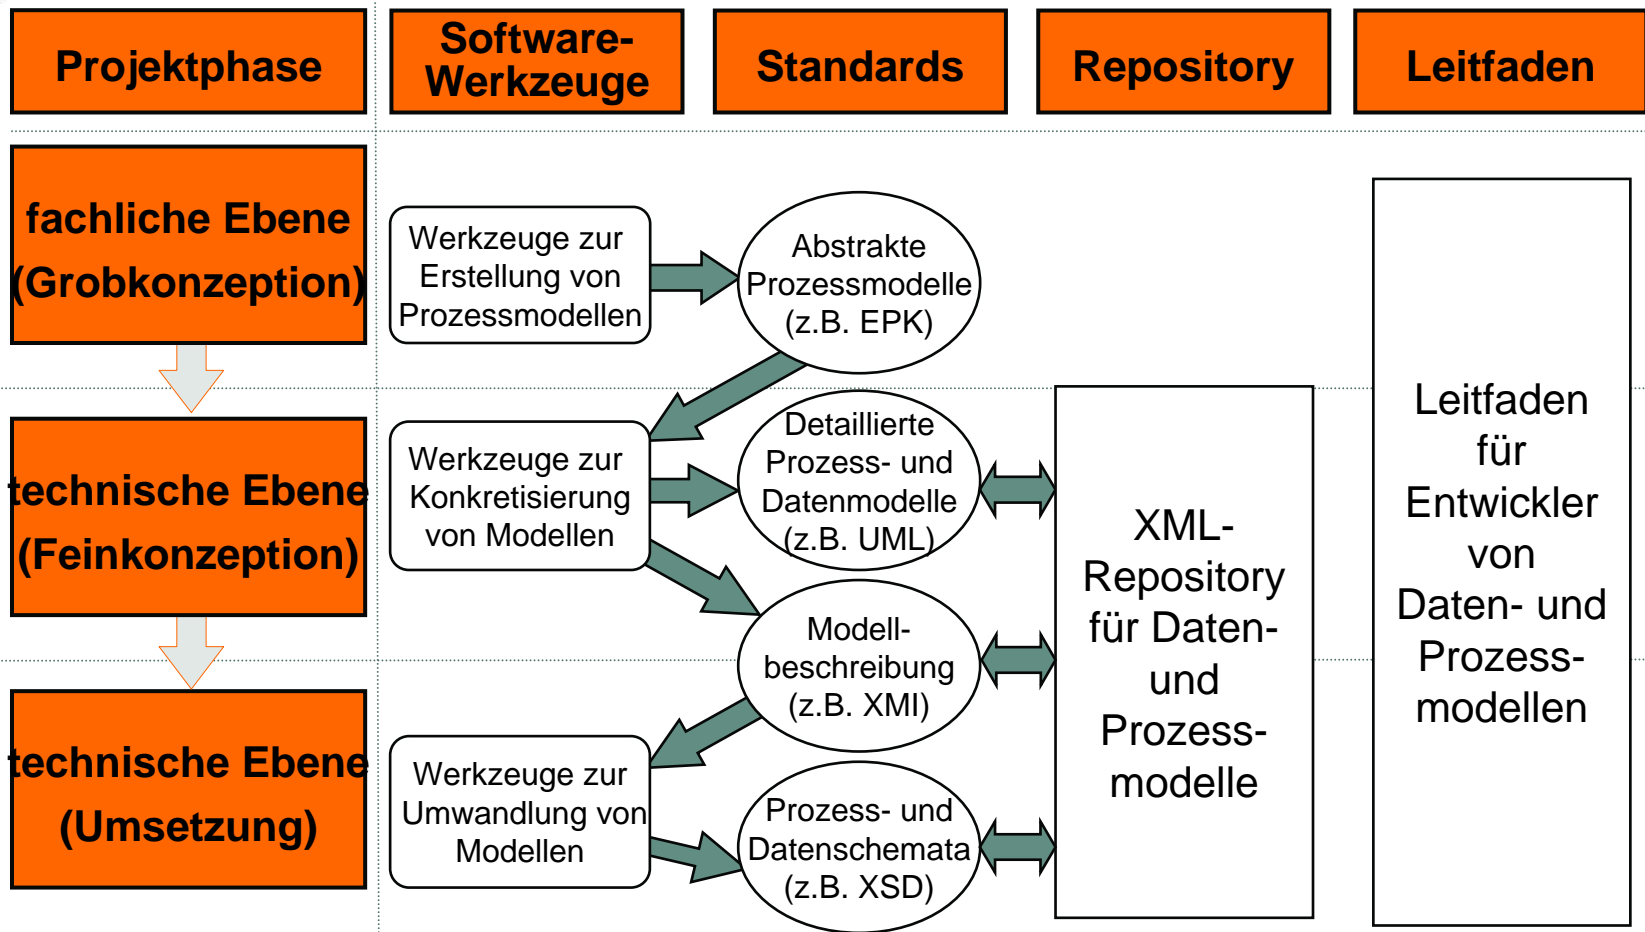 Projektphase
Software-
Werkzeuge
Standards
Repository
Leitfaden
fachliche Ebene
(Grobkonzeption)
Werkzeuge zur
Erstellung von
Prozessmodellen
Abstrakte
Prozessmodelle
(z.B. EPK)
technische Ebene
(Feinkonzeption)
Werkzeuge zur
Konkretisierung
von Modellen
Detaillierte
Prozess- und
Datenmodelle
(z.B. UML)
Modell-
beschreibung
(z.B. XMI)
technische Ebene
(Umsetzung)
Werkzeuge zur
Umwandlung von
Modellen
Prozess- und
Datenschemata
(z.B. XSD)
XML-
Repository
für Daten-
und
Prozess-
modelle
Leitfaden
für
Entwickler
von
Daten- und
Prozess-
modellen